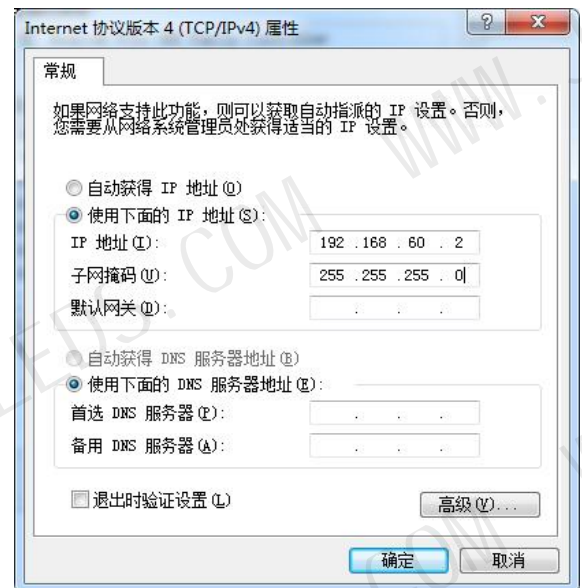 Internet 协议版本 4 (TCP/IPv4) 属性
常规
如果网络支持此功能，则可以获取自动指派的 IP 设置。否则，
您需要从网络系统管理员处获得适当的 IP 设置。
自动获得 IP 地址(O)
使用下面的 IP 地址(S):
IP 地址(I): 192 .168 . 60 . 2
子网掩码(U): 255 .255 .255 . 0
默认网关(D): . . .
自动获得 DNS 服务器地址(B)
使用下面的 DNS 服务器地址(E):
首选 DNS 服务器(P): . . .
备用 DNS 服务器(A): . . .
退出时验证设置(L)
高级(V)...
确定 取消
LEDS.COM WWW.